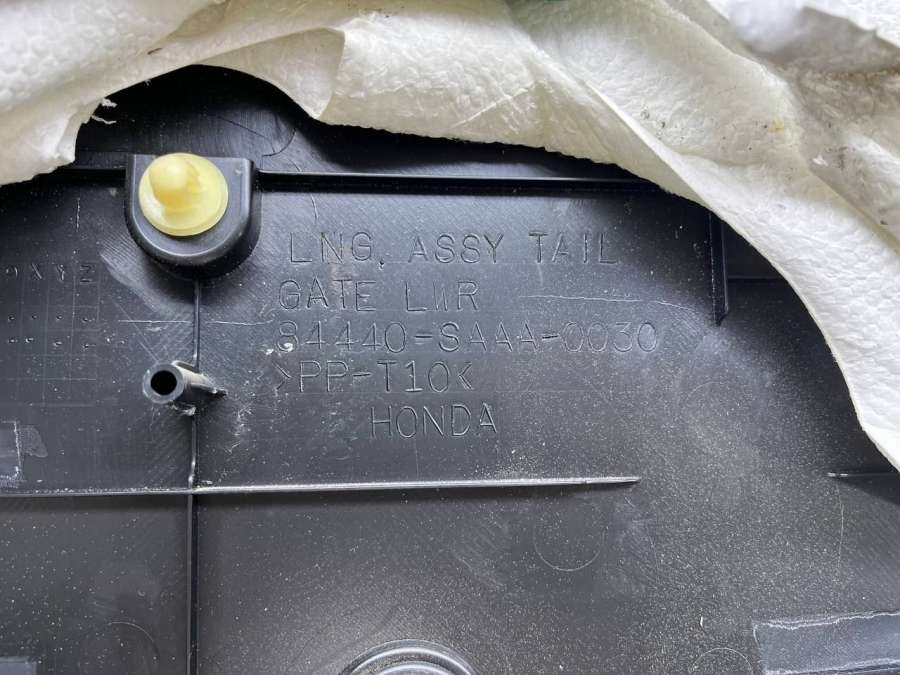 LNG, ASSY TAIL
GATE LWR
84440-SAAA-0030
>PP-T10<
HONDA